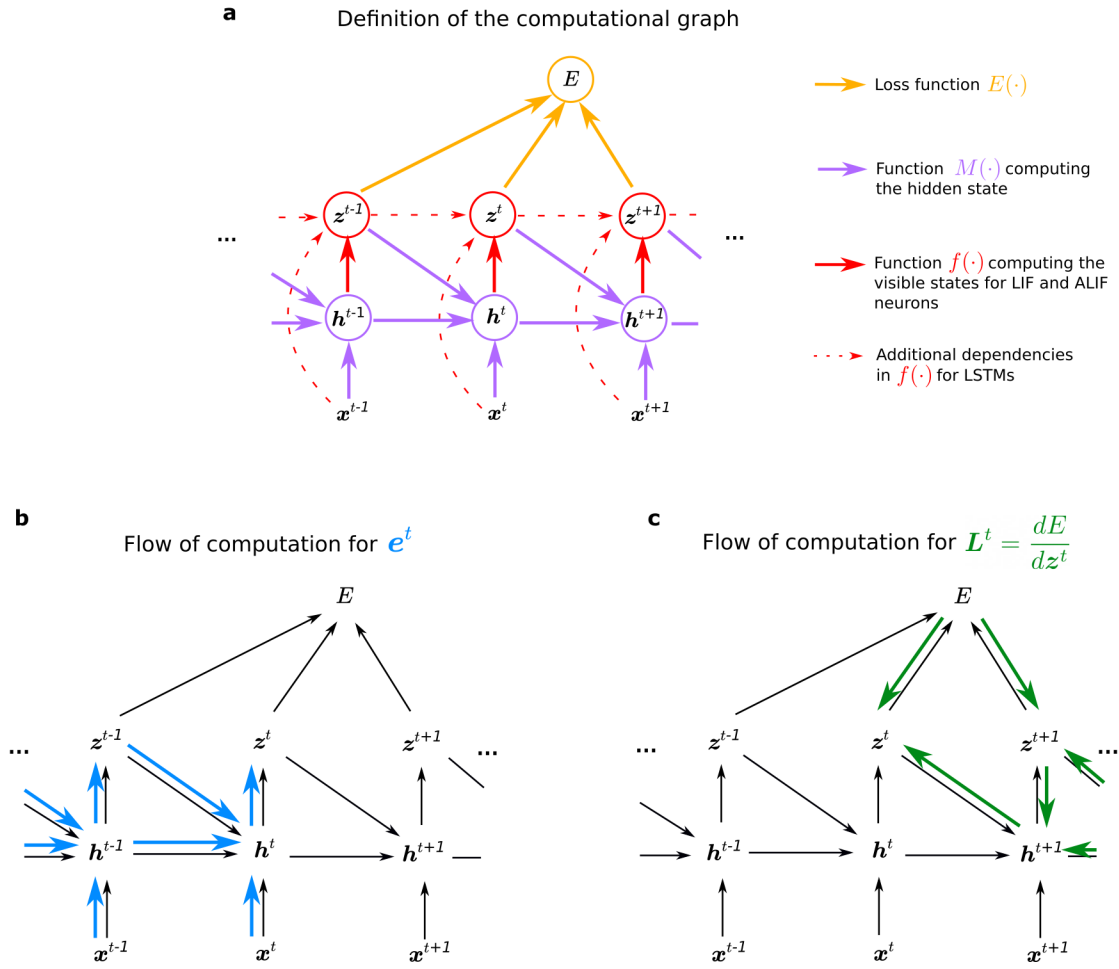 a
Definition of the computational graph
E
Loss function E(·)
Function M(·) computing
the hidden state
z^{t-1} z^t z^{t+1}
... ...
Function f(·) computing the
visible states for LIF and ALIF
neurons
h^{t-1} h^t h^{t+1}
Additional dependencies
in f(·) for LSTMs
x^{t-1} x^t x^{t+1}
b
Flow of computation for e^t
E
... z^{t-1} z^t z^{t+1} ...
h^{t-1} h^t h^{t+1}
x^{t-1} x^t x^{t+1}
c
Flow of computation for L^t = dE/dz^t
E
... z^{t-1} z^t z^{t+1} ...
h^{t-1} h^t h^{t+1}
x^{t-1} x^t x^{t+1}